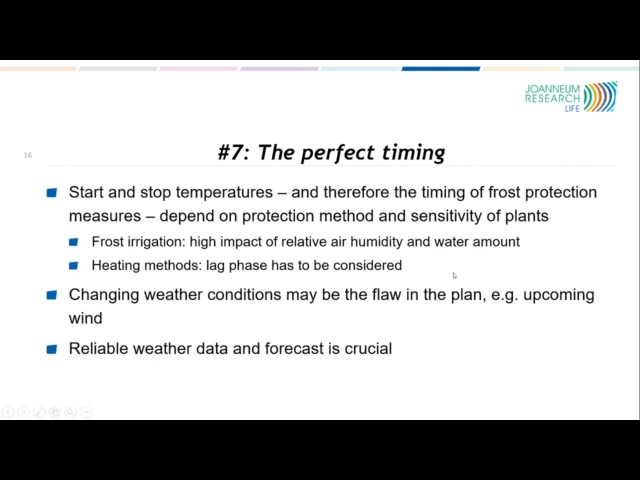 JOANNEUM
RESEARCH
LIFE
16
#7: The perfect timing
Start and stop temperatures – and therefore the timing of frost protection
measures – depend on protection method and sensitivity of plants
Frost irrigation: high impact of relative air humidity and water amount
Heating methods: lag phase has to be considered
Changing weather conditions may be the flaw in the plan, e.g. upcoming
wind
Reliable weather data and forecast is crucial